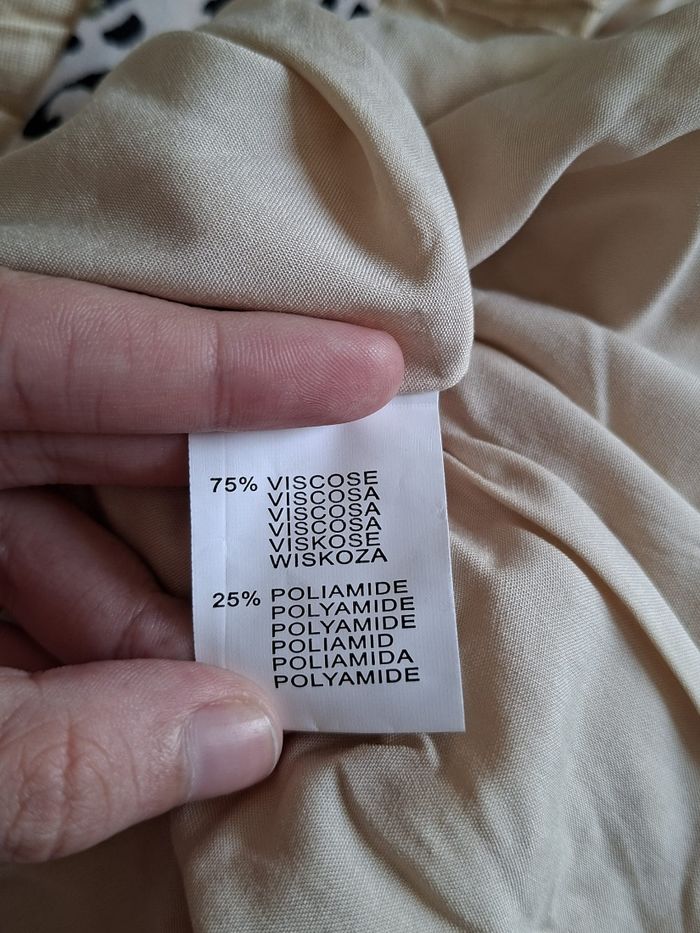 75% VISCOSE
VISCOSA
VISCOSA
VISCOSA
VISKOSE
WISKOZA
25% POLIAMIDE
POLYAMIDE
POLYAMIDE
POLIAMID
POLIAMIDA
POLYAMIDE